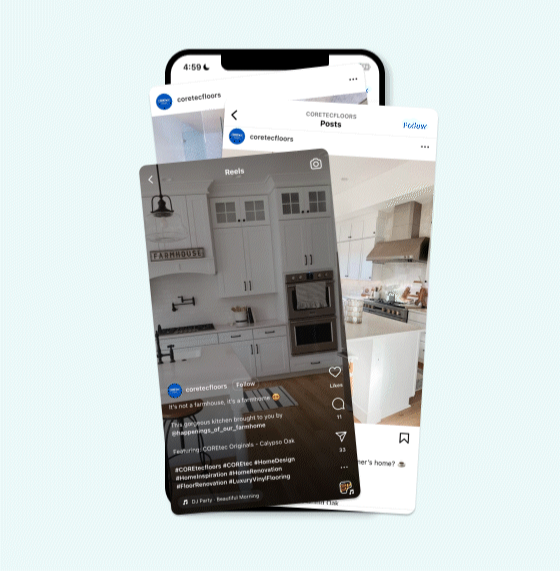 4:59
coretecfloors
CORETECFLOORS
Posts
Follow
coretecfloors
Reels
FARMHOUSE
coretecfloors Follow
It's not a farmhouse, it's a farmhome
This gorgeous kitchen brought to you by
@happenings_of_our_farmhome
Featuring: COREtec Originals - Calypso Oak
#COREtecfloors #COREtec #HomeDesign
#HomeInspiration #HomeRenovation
#FloorRenovation #LuxuryVinylFlooring
DJ Party · Beautiful Morning
Likes
11
33
mer's home?
Oak